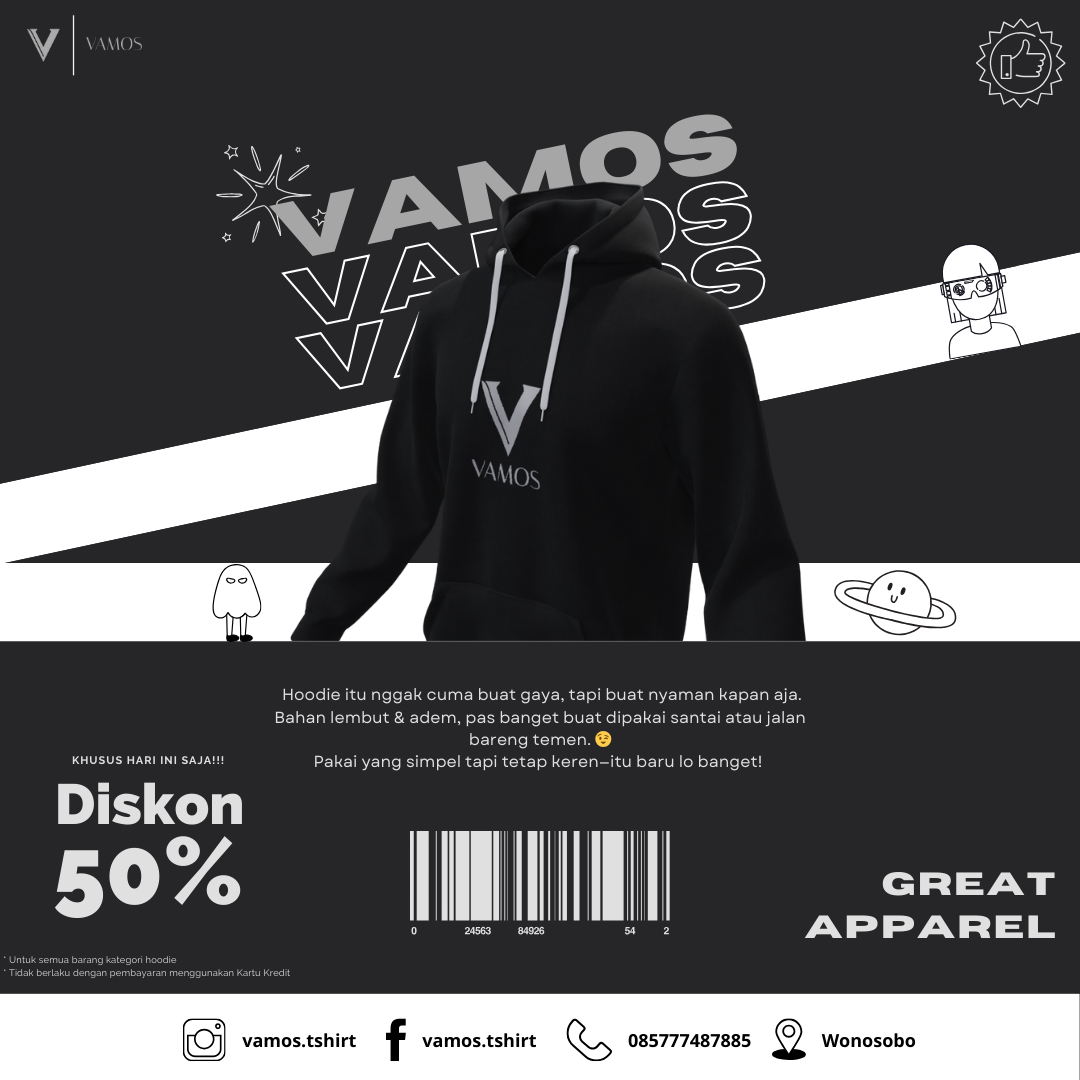 VAMOS
VAMOS
VAMOS
VAMOS
Hoodie itu nggak cuma buat gaya, tapi buat nyaman kapan aja.
Bahan lembut & adem, pas banget buat dipakai santai atau jalan
bareng temen. 😉
Pakai yang simpel tapi tetap keren—itu baru lo banget!
KHUSUS HARI INI SAJA!!!
Diskon
50%
0 24563 84926 54 2
GREAT
APPAREL
* Untuk semua barang kategori hoodie
* Tidak berlaku dengan pembayaran menggunakan Kartu Kredit
vamos.tshirt vamos.tshirt 085777487885 Wonosobo